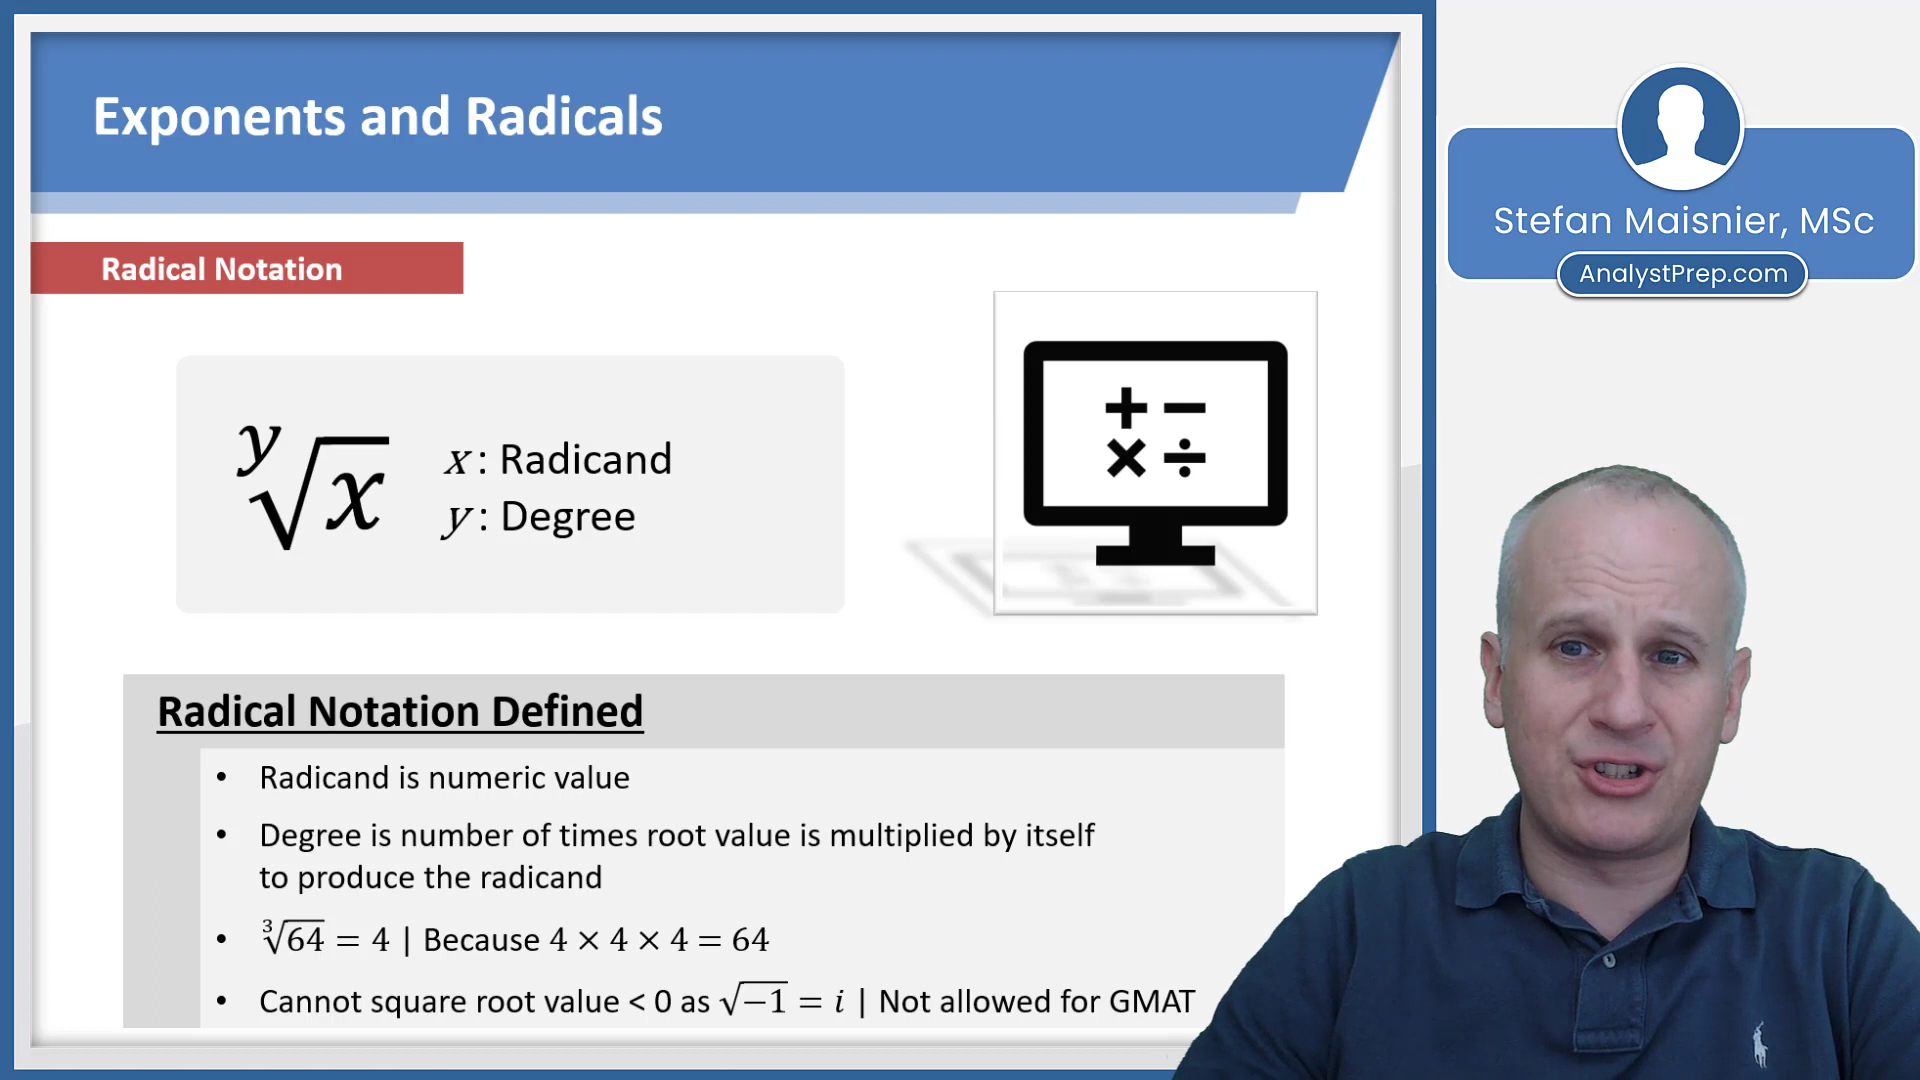 Exponents and Radicals
Stefan Maisnier, MSc
AnalystPrep.com
Radical Notation
ʸ√x
x : Radicand
y : Degree
+ −
× ÷
Radical Notation Defined
• Radicand is numeric value
• Degree is number of times root value is multiplied by itself
to produce the radicand
• ³√64 = 4 | Because 4 × 4 × 4 = 64
• Cannot square root value < 0 as √−1 = i | Not allowed for GMAT